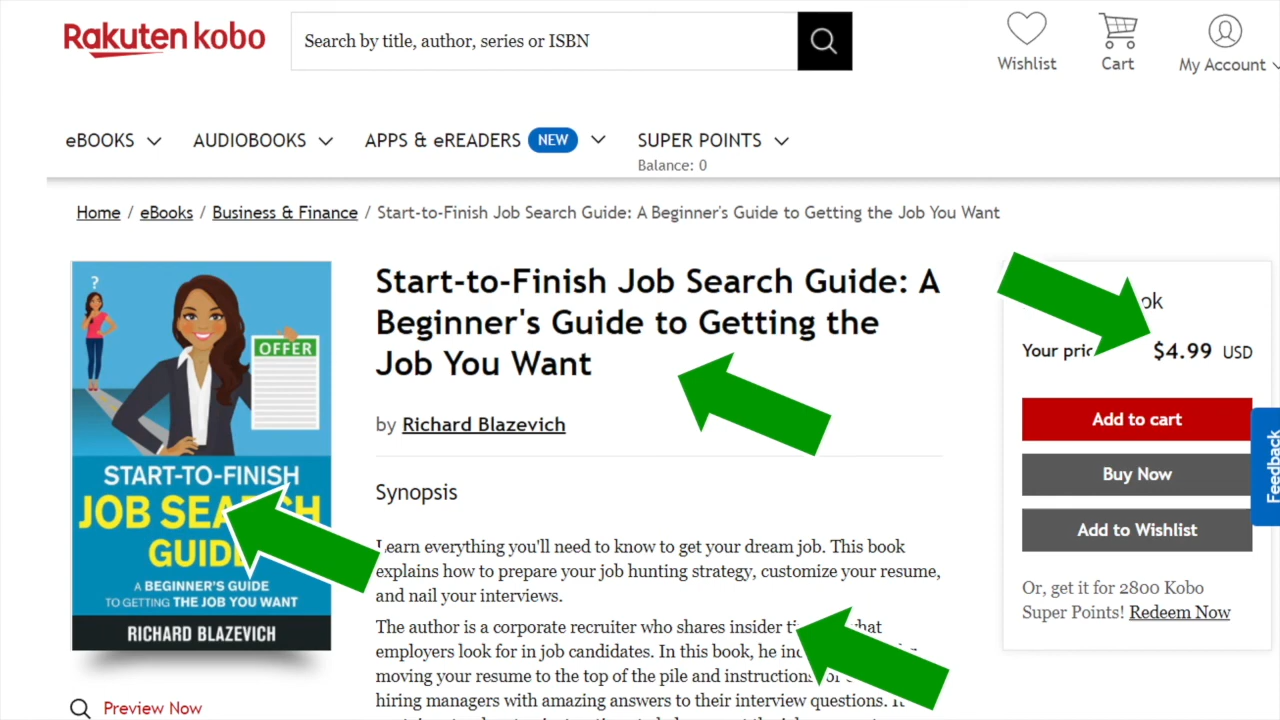 Rakuten kobo
Search by title, author, series or ISBN
Wishlist
Cart
My Account
eBOOKS
AUDIOBOOKS
APPS & eREADERS NEW
SUPER POINTS
Balance: 0
Home / eBooks / Business & Finance / Start-to-Finish Job Search Guide: A Beginner's Guide to Getting the Job You Want
?
OFFER
START-TO-FINISH
JOB SEARCH
GUIDE
A BEGINNER'S GUIDE
TO GETTING THE JOB YOU WANT
RICHARD BLAZEVICH
Preview Now
Start-to-Finish Job Search Guide: A
Beginner's Guide to Getting the
Job You Want
by Richard Blazevich
Synopsis
Learn everything you'll need to know to get your dream job. This book
explains how to prepare your job hunting strategy, customize your resume,
and nail your interviews.
The author is a corporate recruiter who shares insider what
employers look for in job candidates. In this book, he
moving your resume to the top of the pile and instructions
hiring managers with amazing answers to their interview questions. It
Your $4.99 USD
Add to cart
Buy Now
Add to Wishlist
Or, get it for 2800 Kobo
Super Points! Redeem Now
Feedback